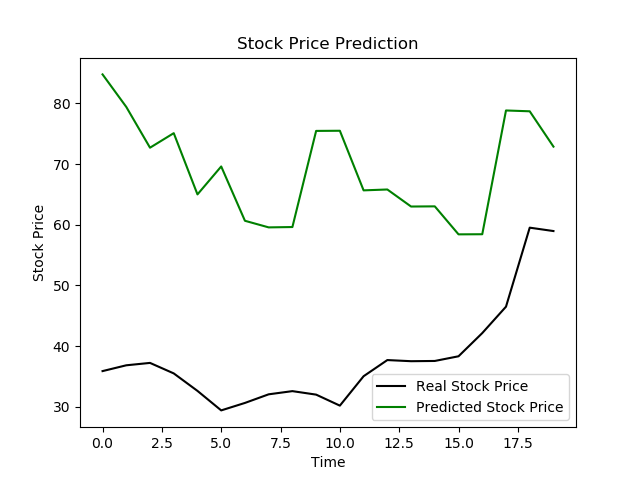 Stock Price Prediction
Stock Price
80
70
60
50
40
30
Real Stock Price
Predicted Stock Price
0.0 2.5 5.0 7.5 10.0 12.5 15.0 17.5
Time